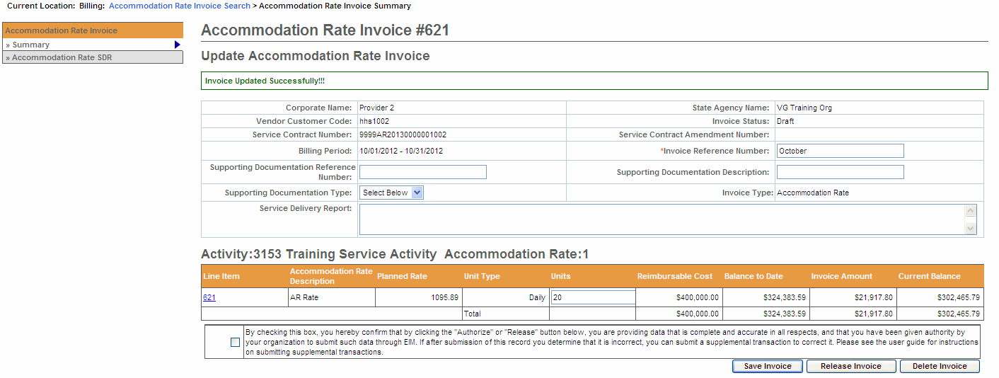 Current Location: Billing: Accommodation Rate Invoice Search > Accommodation Rate Invoice Summary
Accommodation Rate Invoice
» Summary
» Accommodation Rate SDR
Accommodation Rate Invoice #621
Update Accommodation Rate Invoice
Invoice Updated Successfully!!!
Corporate Name: Provider 2 State Agency Name: VG Training Org
Vendor Customer Code: hhs1002 Invoice Status: Draft
Service Contract Number: 9999AR20130000001002 Service Contract Amendment Number:
Billing Period: 10/01/2012 - 10/31/2012 *Invoice Reference Number: October
Supporting Documentation Reference
Number: Supporting Documentation Description:
Supporting Documentation Type: Select Below Invoice Type: Accommodation Rate
Service Delivery Report:
Activity:3153 Training Service Activity Accommodation Rate:1
Line Item Accommodation Rate Description Planned Rate Unit Type Units Reimbursable Cost Balance to Date Invoice Amount Current Balance
621 AR Rate 1095.89 Daily 20 $400,000.00 $324,383.59 $21,917.80 $302,465.79
Total $400,000.00 $324,383.59 $21,917.80 $302,465.79
By checking this box, you hereby confirm that by clicking the "Authorize" or "Release" button below, you are providing data that is complete and accurate in all respects, and that you have been given authority by
your organization to submit such data through EIM. If after submission of this record you determine that it is incorrect, you can submit a supplemental transaction to correct it. Please see the user guide for instructions
on submitting supplemental transactions.
Save Invoice Release Invoice Delete Invoice